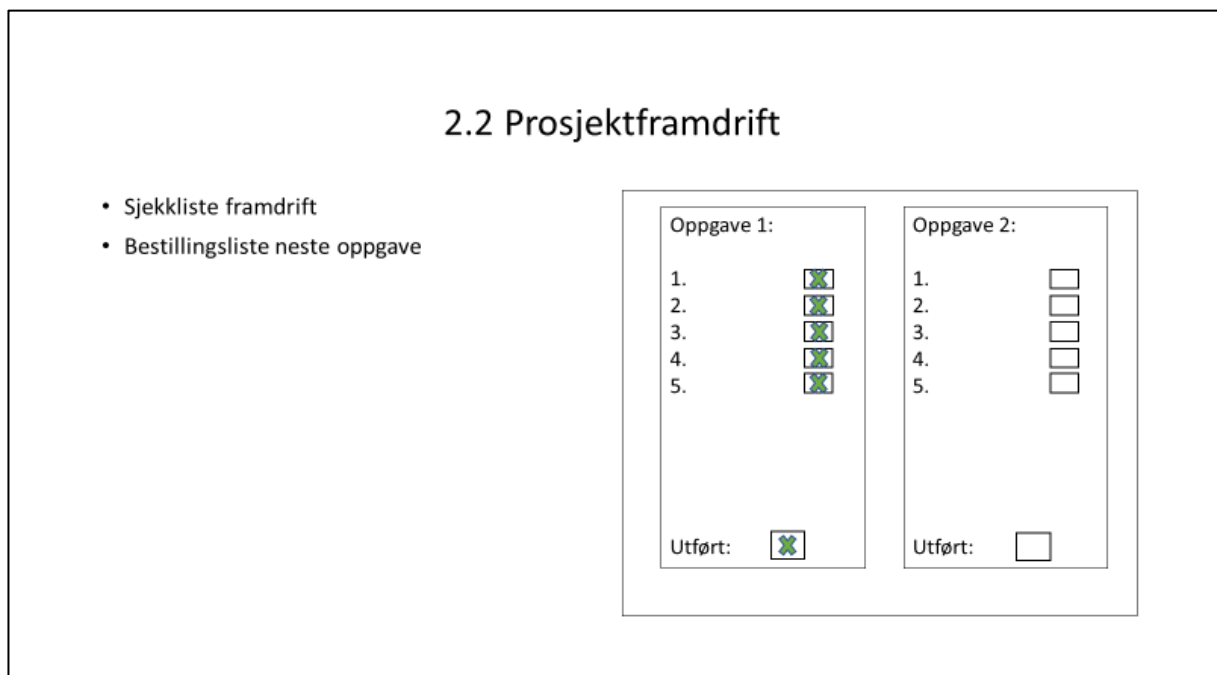 2.2 Prosjektframdrift
• Sjekkliste framdrift
• Bestillingsliste neste oppgave
Oppgave 1:
1.
2.
3.
4.
5.
Utført:
Oppgave 2:
1.
2.
3.
4.
5.
Utført: